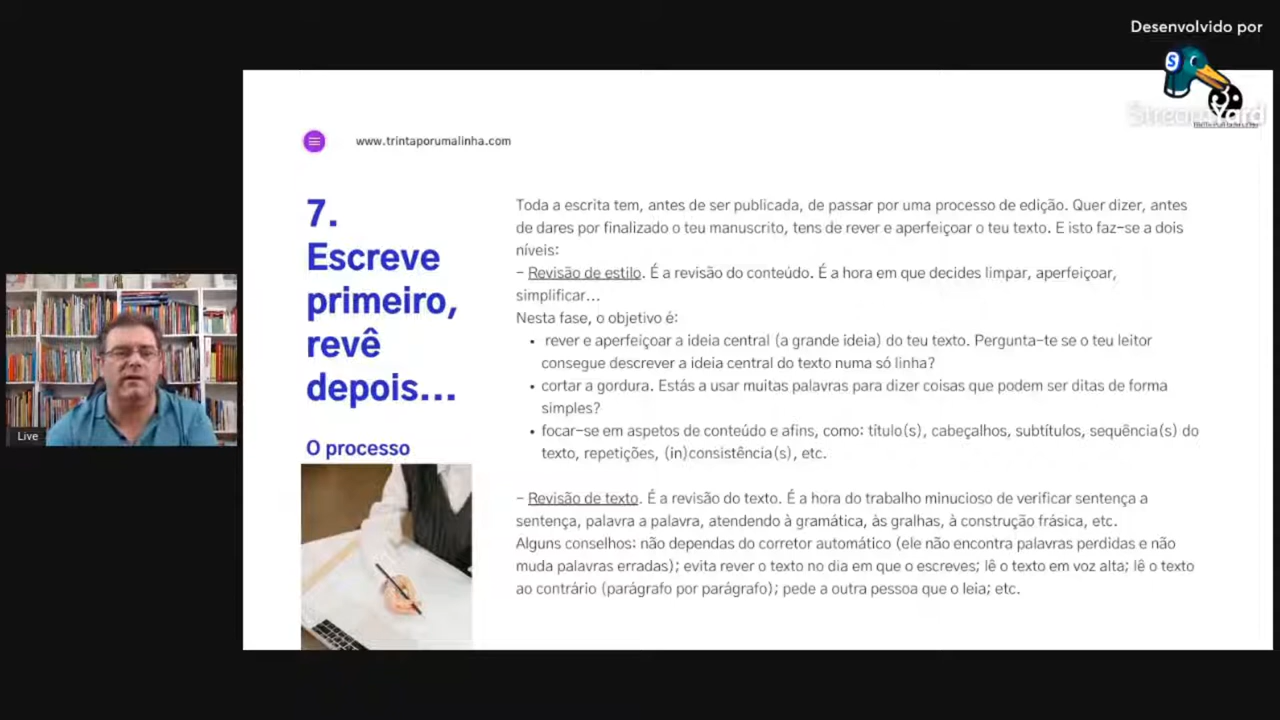 Desenvolvido por
StreamYard
www.trintaporumalinha.com
7.
Escreve
primeiro,
revê
depois...
O processo
Toda a escrita tem, antes de ser publicada, de passar por uma processo de edição. Quer dizer, antes
de dares por finalizado o teu manuscrito, tens de rever e aperfeiçoar o teu texto. E isto faz-se a dois
níveis:
- Revisão de estilo. É a revisão do conteúdo. É a hora em que decides limpar, aperfeiçoar,
simplificar...
Nesta fase, o objetivo é:
• rever e aperfeiçoar a ideia central (a grande ideia) do teu texto. Pergunta-te se o teu leitor
consegue descrever a ideia central do texto numa só linha?
• cortar a gordura. Estás a usar muitas palavras para dizer coisas que podem ser ditas de forma
simples?
• focar-se em aspetos de conteúdo e afins, como: título(s), cabeçalhos, subtítulos, sequência(s) do
texto, repetições, (in)consistência(s), etc.
- Revisão de texto. É a revisão do texto. É a hora do trabalho minucioso de verificar sentença a
sentença, palavra a palavra, atendendo à gramática, às gralhas, à construção frásica, etc.
Alguns conselhos: não dependas do corretor automático (ele não encontra palavras perdidas e não
muda palavras erradas); evita rever o texto no dia em que o escreves; lê o texto em voz alta; lê o texto
ao contrário (parágrafo por parágrafo); pede a outra pessoa que o leia; etc.
Live